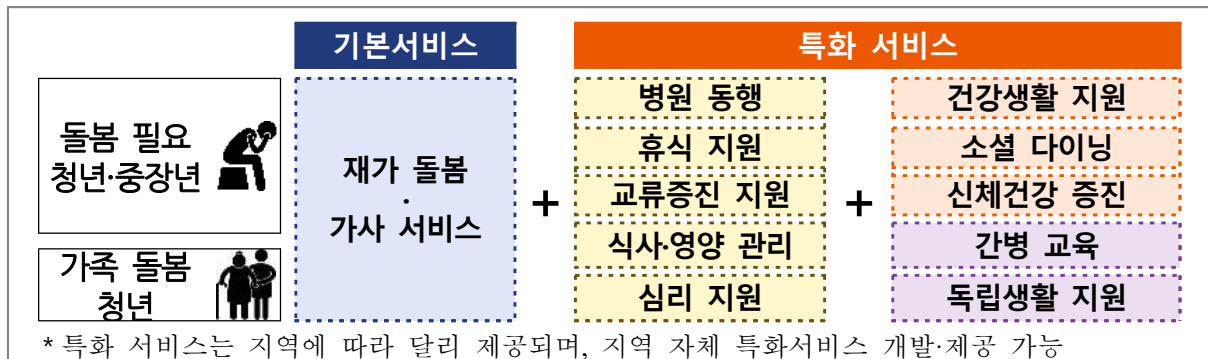 기본서비스
특화 서비스
돌봄 필요
청년·중장년
가족 돌봄
청년
재가 돌봄
·
가사 서비스
+
병원 동행
휴식 지원
교류증진 지원
식사·영양 관리
심리 지원
+
건강생활 지원
소셜 다이닝
신체건강 증진
간병 교육
독립생활 지원
* 특화 서비스는 지역에 따라 달리 제공되며, 지역 자체 특화서비스 개발·제공 가능